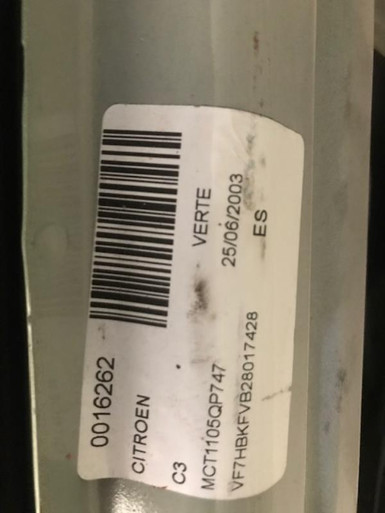 0016262
CITROEN
C3 VERTE
MCT1105QP747 25/06/2003
VF7HBKFVB28017428 ES